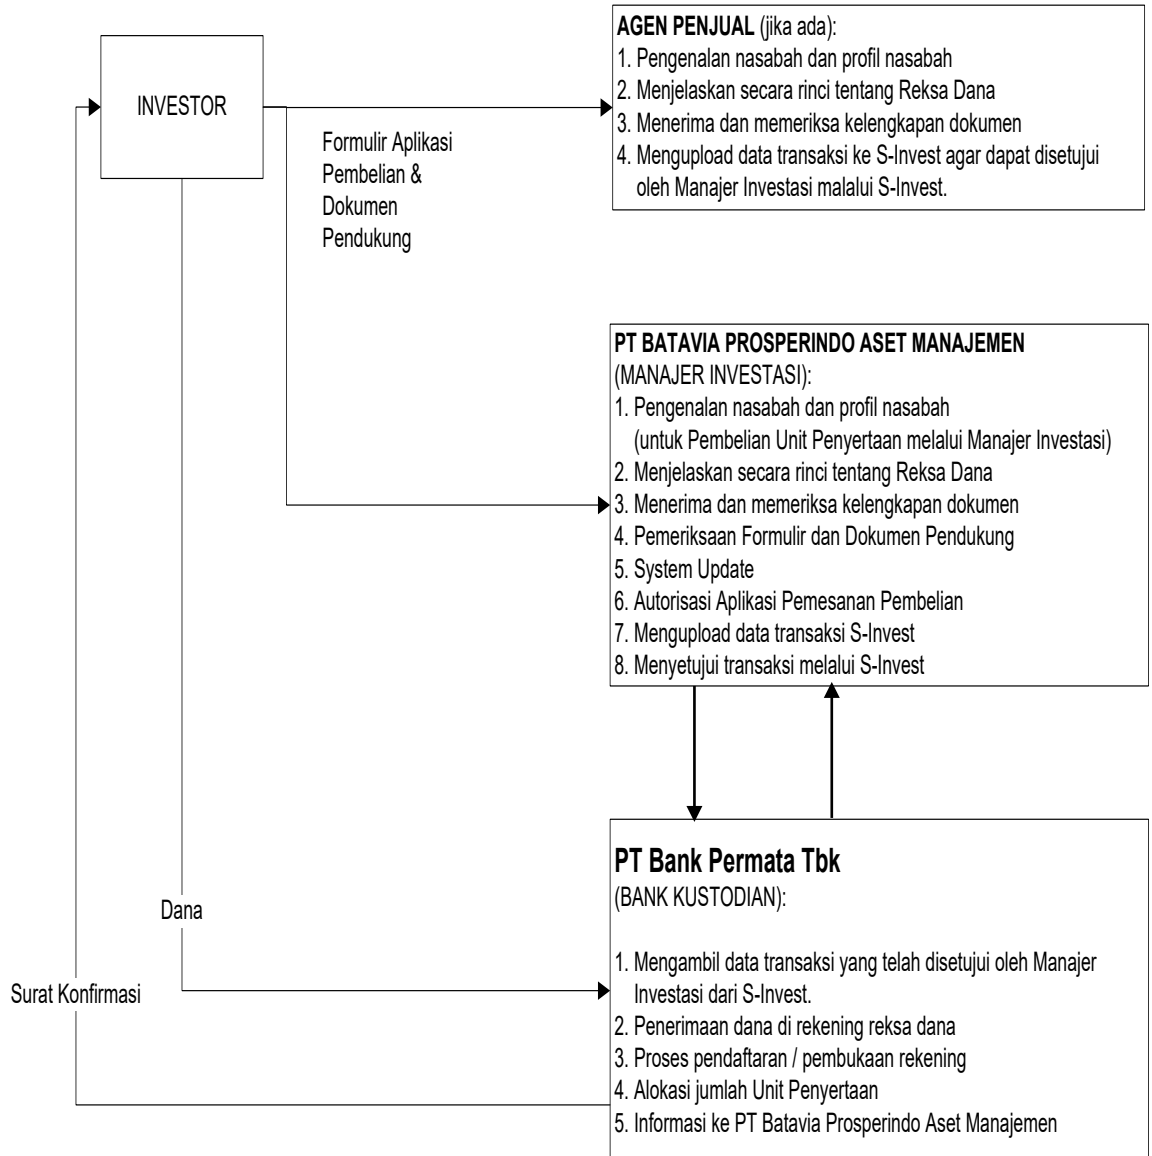 AGEN PENJUAL (jika ada):
1. Pengenalan nasabah dan profil nasabah
2. Menjelaskan secara rinci tentang Reksa Dana
3. Menerima dan memeriksa kelengkapan dokumen
4. Mengupload data transaksi ke S-Invest agar dapat disetujui
oleh Manajer Investasi malalui S-Invest.
INVESTOR
Formulir Aplikasi
Pembelian &
Dokumen
Pendukung
PT BATAVIA PROSPERINDO ASET MANAJEMEN
(MANAJER INVESTASI):
1. Pengenalan nasabah dan profil nasabah
(untuk Pembelian Unit Penyertaan melalui Manajer Investasi)
2. Menjelaskan secara rinci tentang Reksa Dana
3. Menerima dan memeriksa kelengkapan dokumen
4. Pemeriksaan Formulir dan Dokumen Pendukung
5. System Update
6. Autorisasi Aplikasi Pemesanan Pembelian
7. Mengupload data transaksi S-Invest
8. Menyetujui transaksi melalui S-Invest
Dana
Surat Konfirmasi
PT Bank Permata Tbk
(BANK KUSTODIAN):
1. Mengambil data transaksi yang telah disetujui oleh Manajer
Investasi dari S-Invest.
2. Penerimaan dana di rekening reksa dana
3. Proses pendaftaran / pembukaan rekening
4. Alokasi jumlah Unit Penyertaan
5. Informasi ke PT Batavia Prosperindo Aset Manajemen